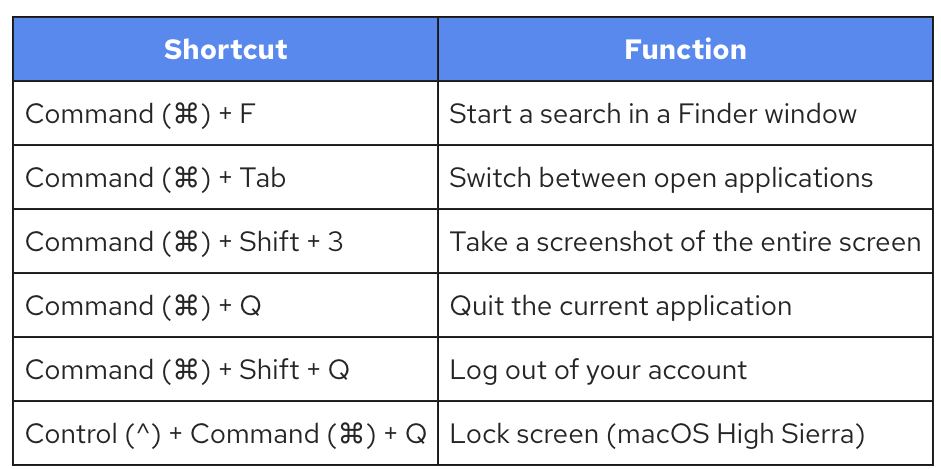 Shortcut Function
Command (⌘) + F Start a search in a Finder window
Command (⌘) + Tab Switch between open applications
Command (⌘) + Shift + 3 Take a screenshot of the entire screen
Command (⌘) + Q Quit the current application
Command (⌘) + Shift + Q Log out of your account
Control (^) + Command (⌘) + Q Lock screen (macOS High Sierra)